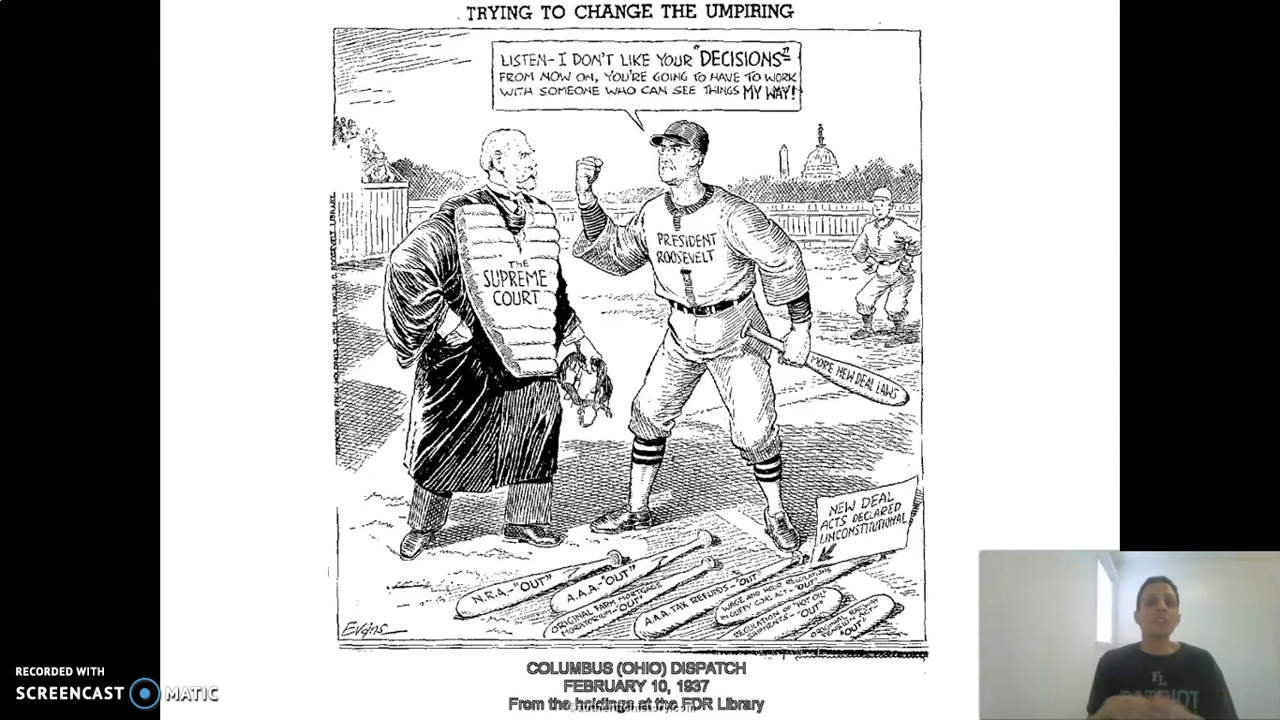 TRYING TO CHANGE THE UMPIRING
LISTEN-I DON'T LIKE YOUR "DECISIONS"
FROM NOW ON, YOU'RE GOING TO HAVE TO WORK
WITH SOMEONE WHO CAN SEE THINGS MY WAY!
THE
SUPREME
COURT
PRESIDENT
ROOSEVELT
MORE NEW DEAL LAWS
NEW DEAL
ACTS DECLARED
UNCONSTITUTIONAL
N.R.A.-"OUT"
A.A.A.-"OUT"
ORIGINAL FARM MORTGAGE
MORATORIUM-"OUT"
A.A.A. TAX REFUNDS-"OUT"
WAGE AND HOUR REGULATIONS
IN GUFFY COAL ACT-"OUT"
REGULATION OF "HOT OIL"
SHIPMENTS-"OUT"
ORIGINAL RAILWAY
"OUT"
EVANS
COLUMBUS (OHIO) DISPATCH
FEBRUARY 10, 1937
From the holdings at the FDR Library
RECORDED WITH
SCREENCAST MATIC
FL
PATRIOT